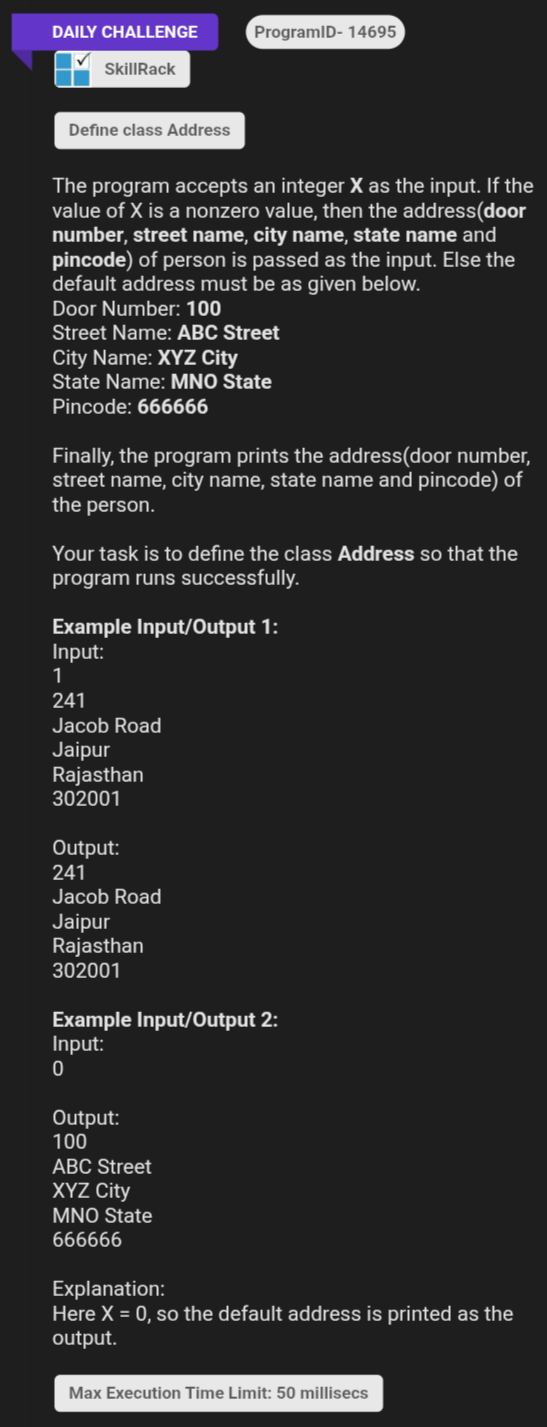 DAILY CHALLENGE
ProgramID- 14695
SkillRack
Define class Address
The program accepts an integer X as the input. If the
value of X is a nonzero value, then the address(door
number, street name, city name, state name and
pincode) of person is passed as the input. Else the
default address must be as given below.
Door Number: 100
Street Name: ABC Street
City Name: XYZ City
State Name: MNO State
Pincode: 666666
Finally, the program prints the address(door number,
street name, city name, state name and pincode) of
the person.
Your task is to define the class Address so that the
program runs successfully.
Example Input/Output 1:
Input:
1
241
Jacob Road
Jaipur
Rajasthan
302001
Output:
241
Jacob Road
Jaipur
Rajasthan
302001
Example Input/Output 2:
Input:
0
Output:
100
ABC Street
XYZ City
MNO State
666666
Explanation:
Here X = 0, so the default address is printed as the
output.
Max Execution Time Limit: 50 millisecs